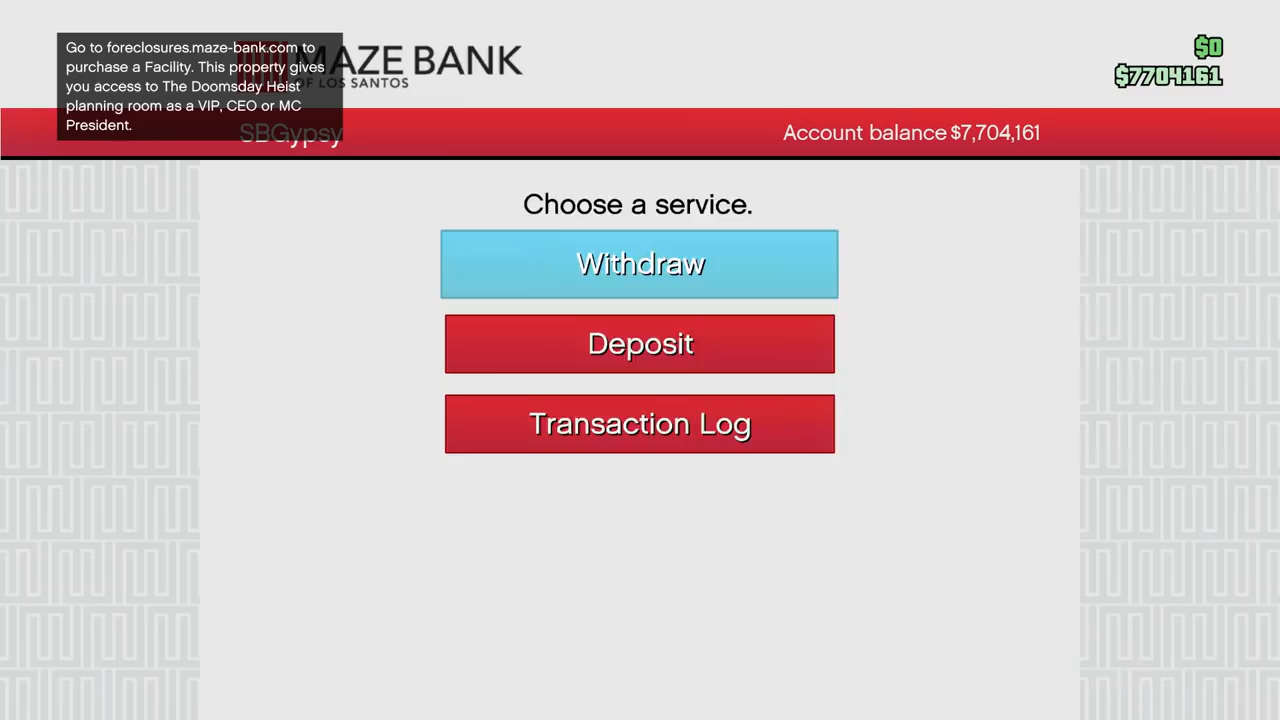 Go to foreclosures.maze-bank.com to
purchase a Facility. This property gives
you access to The Doomsday Heist
planning room as a VIP, CEO or MC
President.
MAZE BANK
OF LOS SANTOS
$0
$7704161
SBGypsy
Account balance $7,704,161
Choose a service.
Withdraw
Deposit
Transaction Log